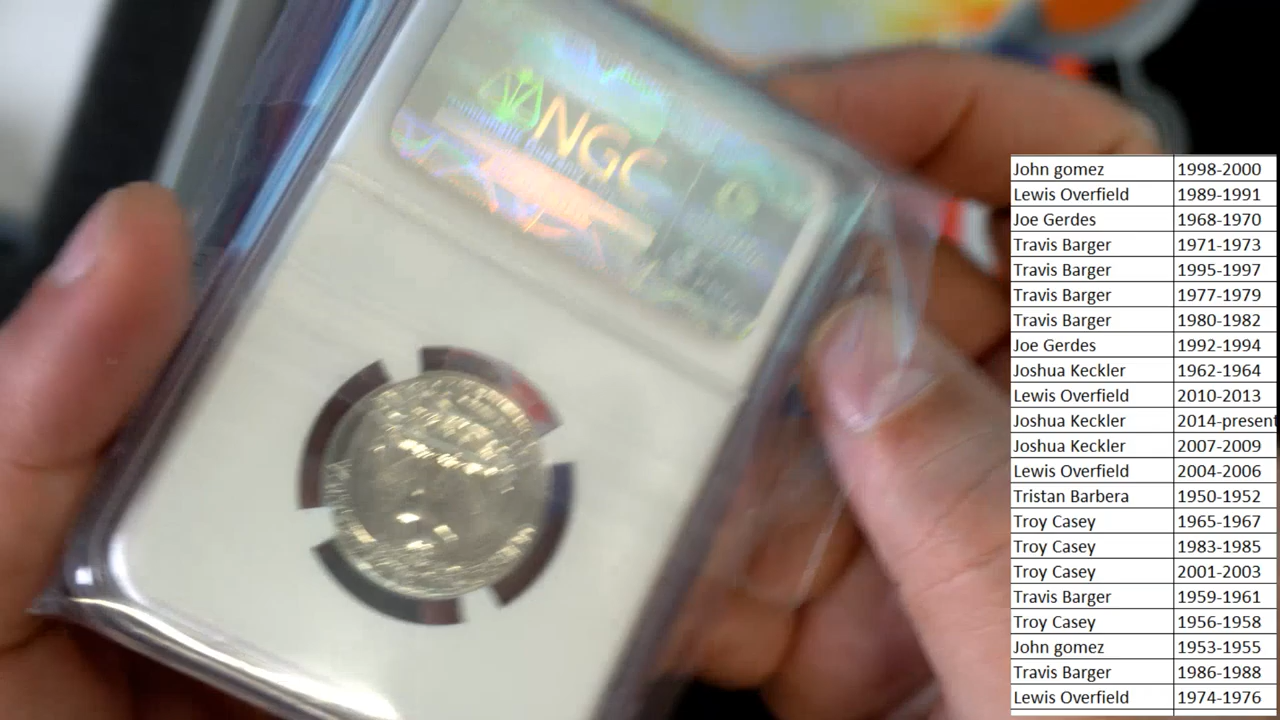 NGC
John gomez 1998-2000
Lewis Overfield 1989-1991
Joe Gerdes 1968-1970
Travis Barger 1971-1973
Travis Barger 1995-1997
Travis Barger 1977-1979
Travis Barger 1980-1982
Joe Gerdes 1992-1994
Joshua Keckler 1962-1964
Lewis Overfield 2010-2013
Joshua Keckler 2014-present
Joshua Keckler 2007-2009
Lewis Overfield 2004-2006
Tristan Barbera 1950-1952
Troy Casey 1965-1967
Troy Casey 1983-1985
Troy Casey 2001-2003
Travis Barger 1959-1961
Troy Casey 1956-1958
John gomez 1953-1955
Travis Barger 1986-1988
Lewis Overfield 1974-1976